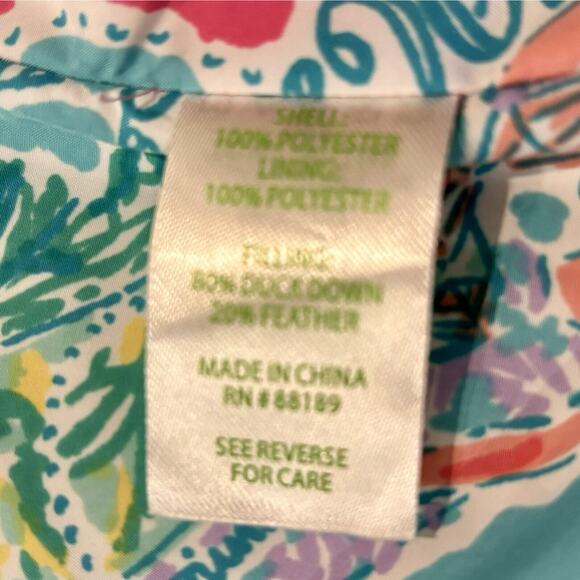 SHELL:
100% POLYESTER
LINING:
100% POLYESTER
FILLING:
80% DUCK DOWN
20% FEATHER
MADE IN CHINA
RN # 88189
SEE REVERSE
FOR CARE